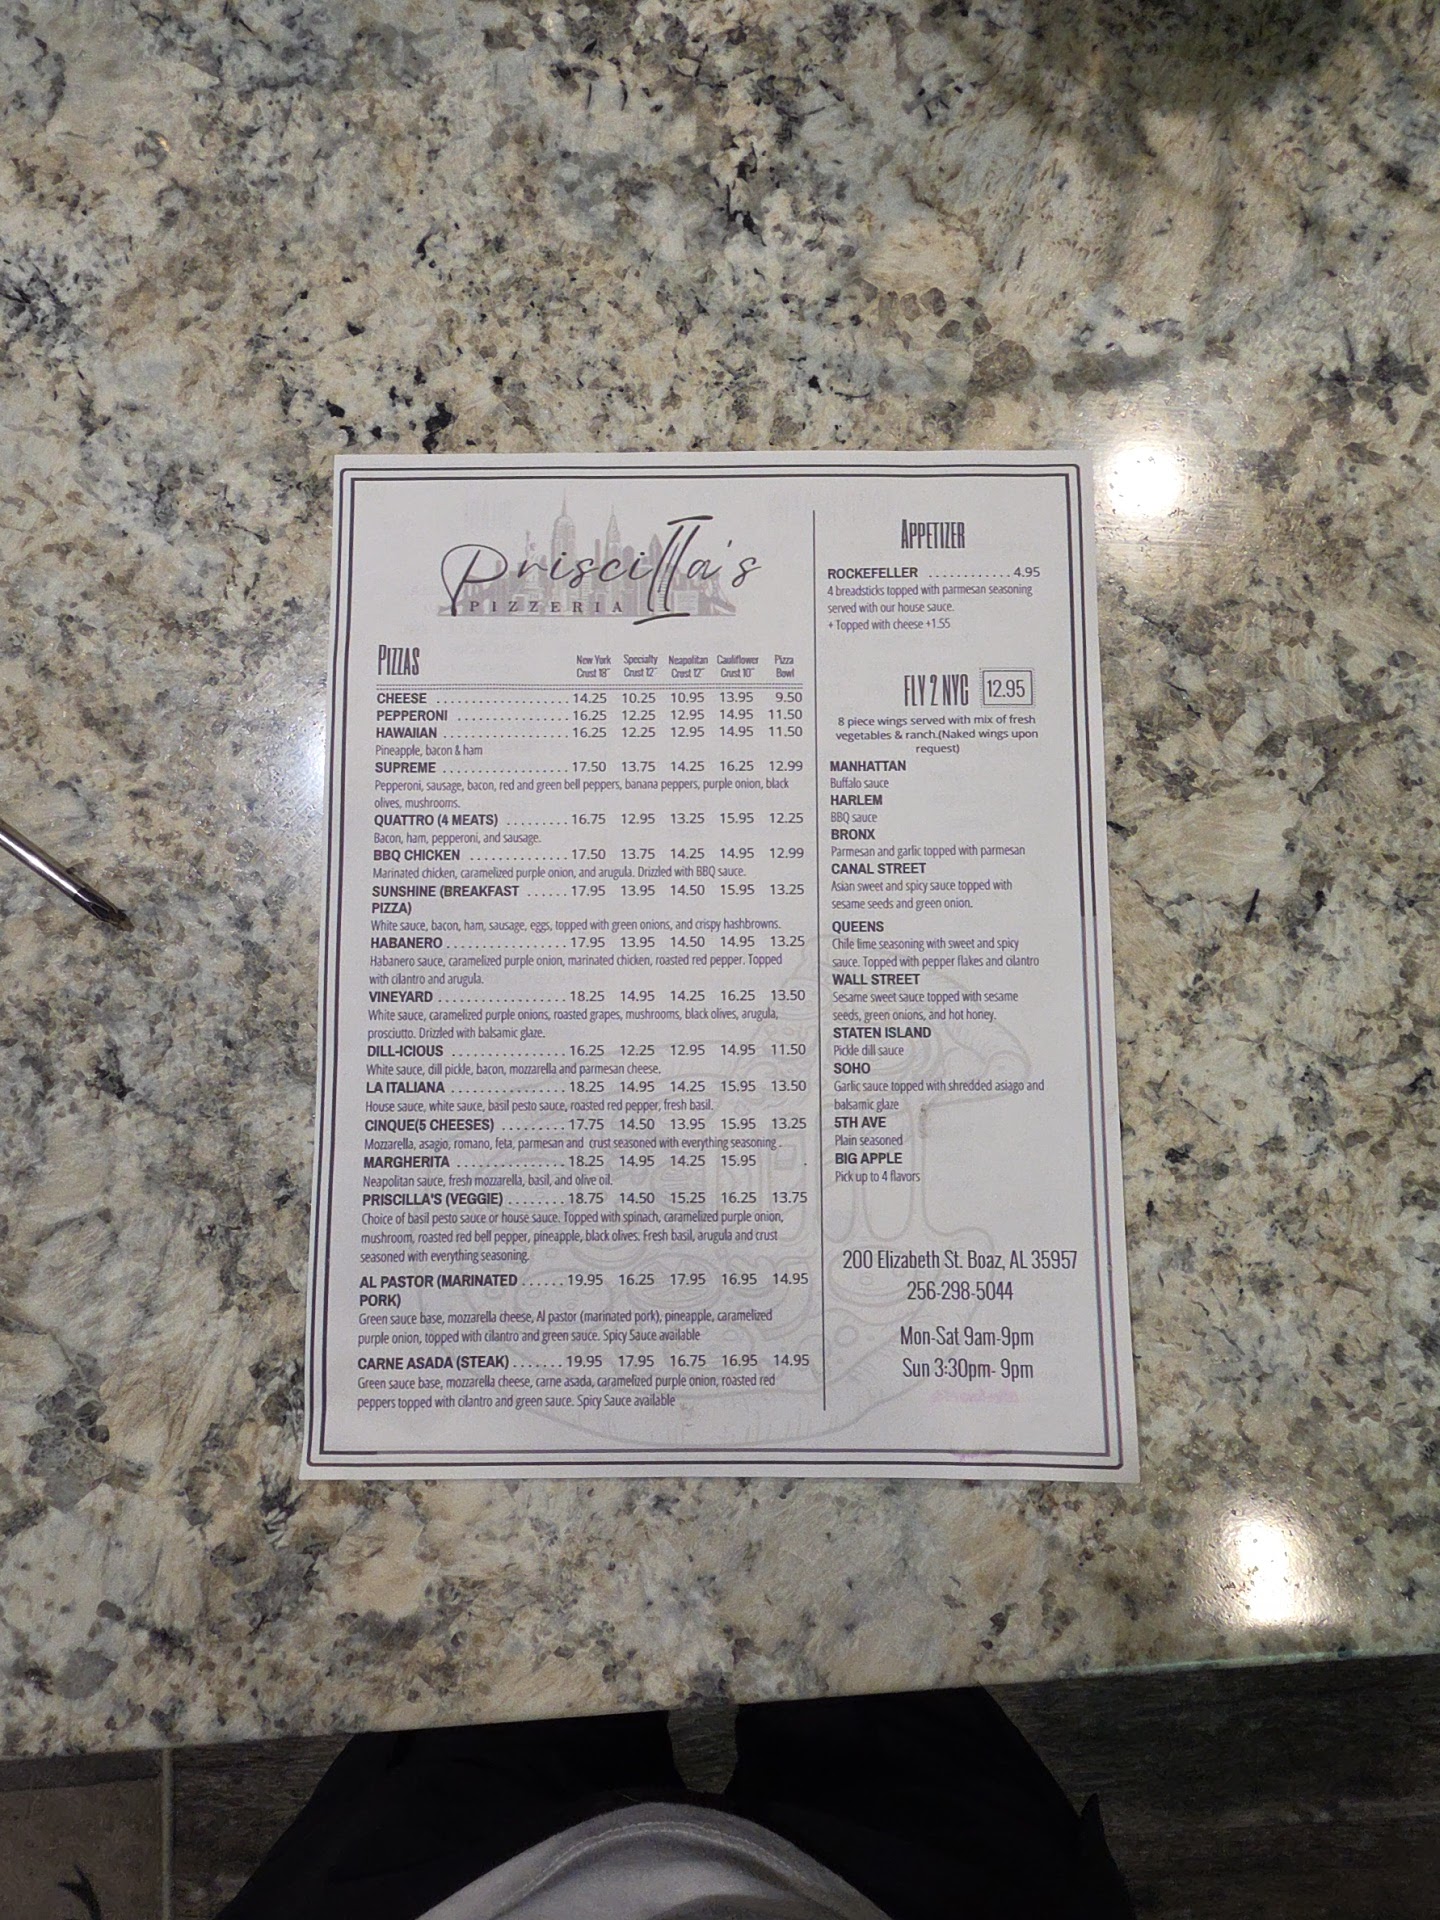 Priscilla's
PIZZERIA II
PIZZAS
New York Crust 18" Specialty Crust 12" Neapolitan Crust 12" Cauliflower Crust 10" Pizza Bowl
CHEESE .................. 14.25 10.25 10.95 13.95 9.50
PEPPERONI ............... 16.25 12.25 12.95 14.95 11.50
HAWAIIAN ................. 16.25 12.25 12.95 14.95 11.50
Pineapple, bacon & ham
SUPREME ................. 17.50 13.75 14.25 16.25 12.99
Pepperoni, sausage, bacon, red and green bell peppers, banana peppers, purple onion, black
olives, mushrooms.
QUATTRO (4 MEATS) ......... 16.75 12.95 13.25 15.95 12.25
Bacon, ham, pepperoni, and sausage.
BBQ CHICKEN .............. 17.50 13.75 14.25 14.95 12.99
Marinated chicken, caramelized purple onion, and arugula. Drizzled with BBQ sauce.
SUNSHINE (BREAKFAST ...... 17.95 13.95 14.50 15.95 13.25
PIZZA)
White sauce, bacon, ham, sausage, eggs, topped with green onions, and crispy hashbrowns.
HABANERO ................ 17.95 13.95 14.50 14.95 13.25
Habanero sauce, caramelized purple onion, marinated chicken, roasted red pepper. Topped
with cilantro and arugula.
VINEYARD ................. 18.25 14.95 14.25 16.25 13.50
White sauce, caramelized purple onions, roasted grapes, mushrooms, black olives, arugula,
prosciutto. Drizzled with balsamic glaze.
DILL-ICIOUS ................ 16.25 12.25 12.95 14.95 11.50
White sauce, dill pickle, bacon, mozzarella and parmesan cheese.
LA ITALIANA ................ 18.25 14.95 14.25 15.95 13.50
House sauce, white sauce, basil pesto sauce, roasted red pepper, fresh basil.
CINQUE(5 CHEESES) ......... 17.75 14.50 13.95 15.95 13.25
Mozzarella, asagio, romano, feta, parmesan and crust seasoned with everything seasoning .
MARGHERITA ............... 18.25 14.95 14.25 15.95 .
Neapolitan sauce, fresh mozzarella, basil, and olive oil.
PRISCILLA'S (VEGGIE) ........ 18.75 14.50 15.25 16.25 13.75
Choice of basil pesto sauce or house sauce. Topped with spinach, caramelized purple onion,
mushroom, roasted red bell pepper, pineapple, black olives. Fresh basil, arugula and crust
seasoned with everything seasoning.
AL PASTOR (MARINATED ...... 19.95 16.25 17.95 16.95 14.95
PORK)
Green sauce base, mozzarella cheese, Al pastor (marinated pork), pineapple, caramelized
purple onion, topped with cilantro and green sauce. Spicy Sauce available
CARNE ASADA (STEAK) ....... 19.95 17.95 16.75 16.95 14.95
Green sauce base, mozzarella cheese, carne asada, caramelized purple onion, roasted red
peppers topped with cilantro and green sauce. Spicy Sauce available
APPETIZER
ROCKEFELLER ............ 4.95
4 breadsticks topped with parmesan seasoning
served with our house sauce.
+ Topped with cheese +1.55
FLY 2 NYC 12.95
8 piece wings served with mix of fresh
vegetables & ranch.(Naked wings upon
request)
MANHATTAN
Buffalo sauce
HARLEM
BBQ sauce
BRONX
Parmesan and garlic topped with parmesan
CANAL STREET
Asian sweet and spicy sauce topped with
sesame seeds and green onion.
QUEENS
Chile lime seasoning with sweet and spicy
sauce. Topped with pepper flakes and cilantro
WALL STREET
Sesame sweet sauce topped with sesame
seeds, green onions, and hot honey.
STATEN ISLAND
Pickle dill sauce
SOHO
Garlic sauce topped with shredded asiago and
balsamic glaze
5TH AVE
Plain seasoned
BIG APPLE
Pick up to 4 flavors
200 Elizabeth St. Boaz, AL 35957
256-298-5044
Mon-Sat 9am-9pm
Sun 3:30pm- 9pm